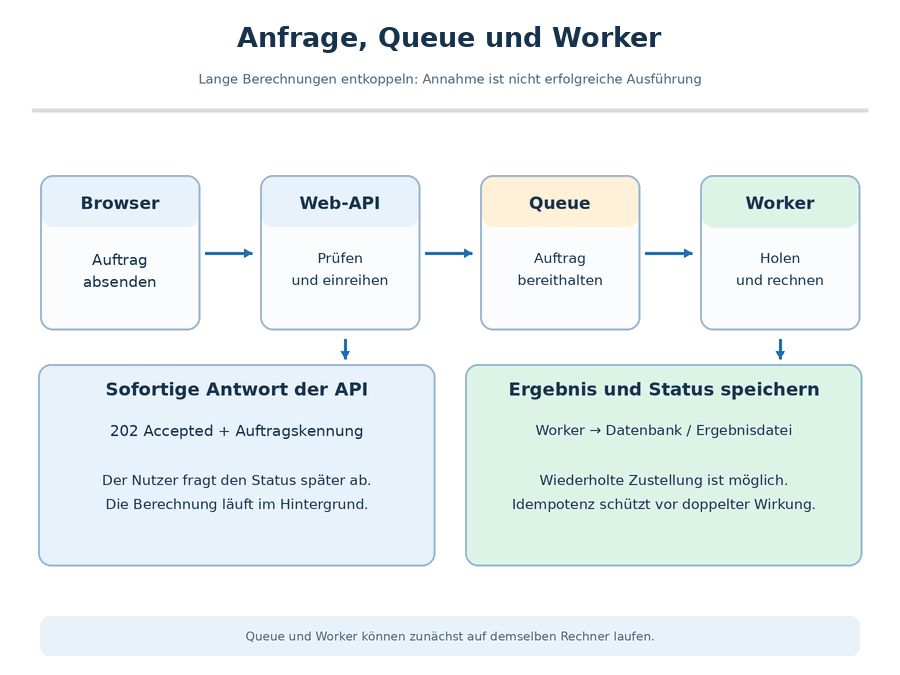 Anfrage, Queue und Worker
Lange Berechnungen entkoppeln: Annahme ist nicht erfolgreiche Ausführung
Browser
Auftrag
absenden
Web-API
Prüfen
und einreihen
Queue
Auftrag
bereithalten
Worker
Holen
und rechnen
Sofortige Antwort der API
202 Accepted + Auftragskennung
Der Nutzer fragt den Status später ab.
Die Berechnung läuft im Hintergrund.
Ergebnis und Status speichern
Worker → Datenbank / Ergebnisdatei
Wiederholte Zustellung ist möglich.
Idempotenz schützt vor doppelter Wirkung.
Queue und Worker können zunächst auf demselben Rechner laufen.